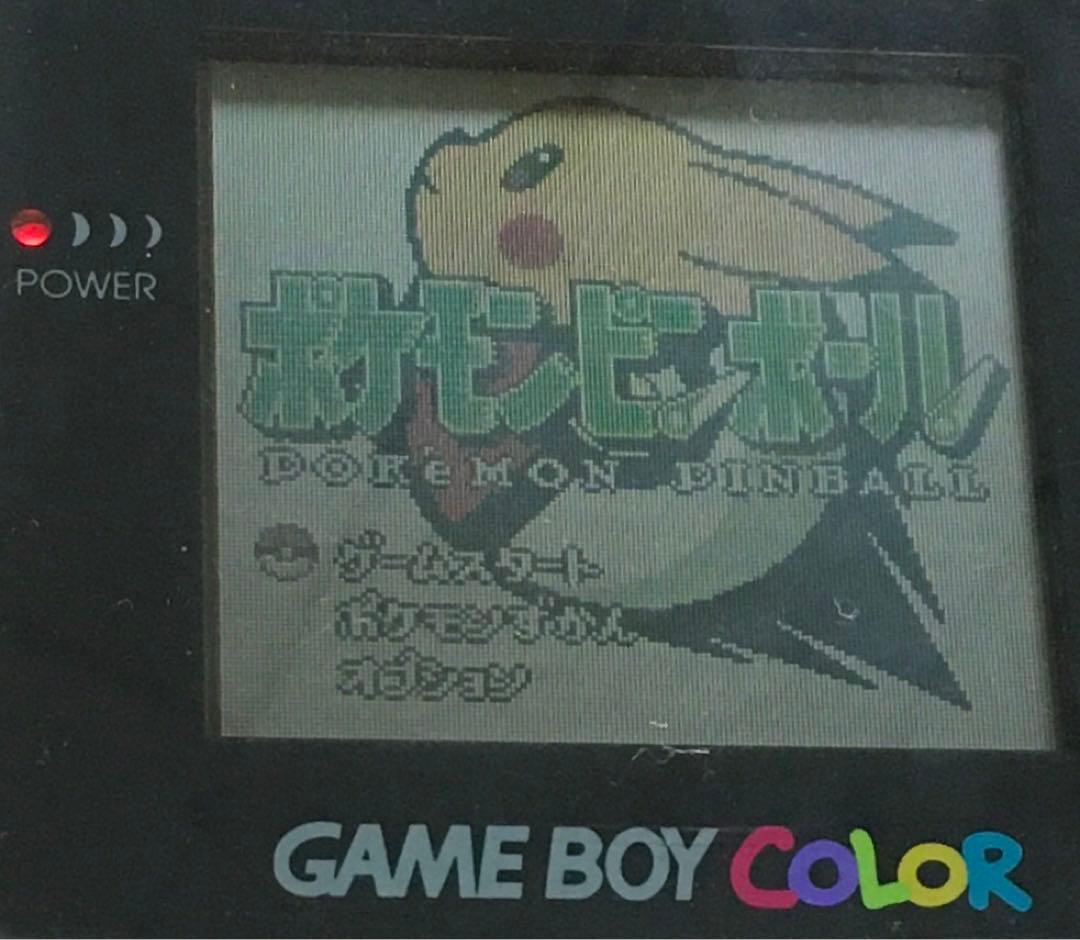 POWER
ポケモンピンボール
POKéMON PINBALL
ゲームスタート
ポケモンずかん
オプション
GAME BOY COLOR